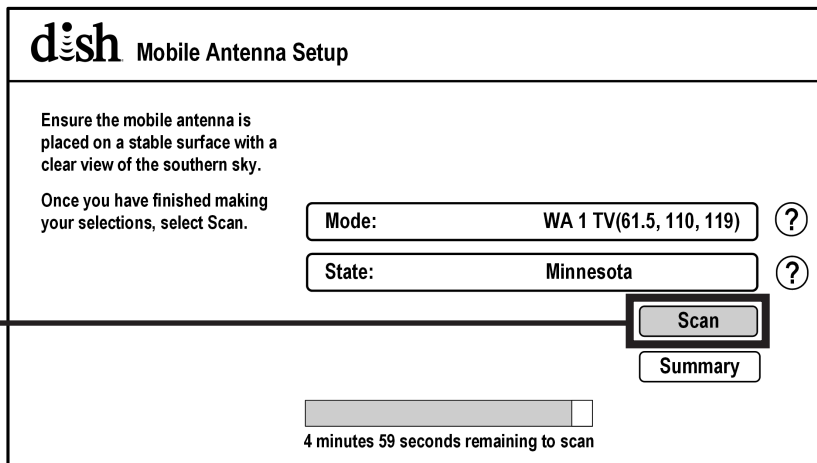 dish Mobile Antenna Setup
Ensure the mobile antenna is
placed on a stable surface with a
clear view of the southern sky.
Once you have finished making
your selections, select Scan.
Mode: WA 1 TV(61.5, 110, 119) ?
State: Minnesota ?
Scan
Summary
4 minutes 59 seconds remaining to scan